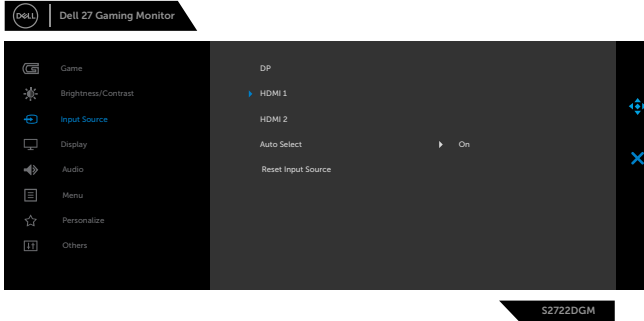 DELL
Dell 27 Gaming Monitor
Game
Brightness/Contrast
Input Source
Display
Audio
Menu
Personalize
Others
DP
HDMI 1
HDMI 2
Auto Select On
Reset Input Source
S2722DGM